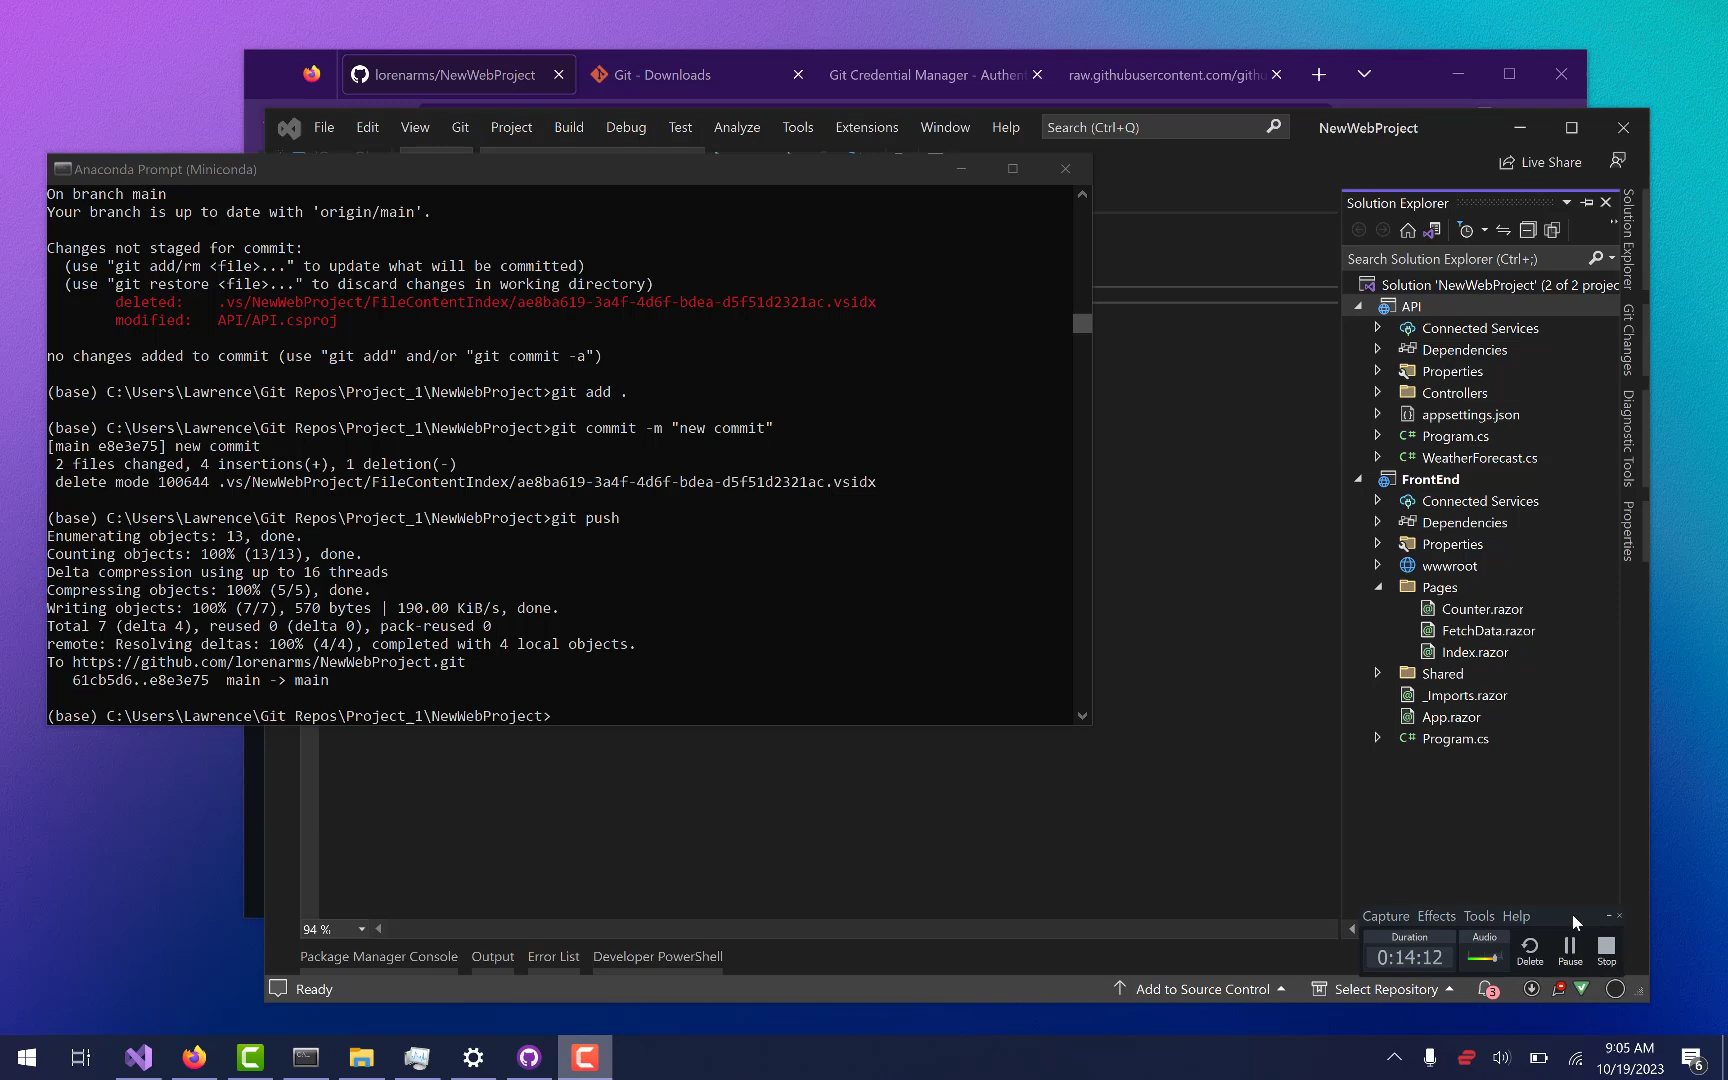 lorenarms/NewWebProject
Git - Downloads
Git Credential Manager - Authen
raw.githubusercontent.com/gith
File Edit View Git Project Build Debug Test Analyze Tools Extensions Window Help Search (Ctrl+Q) NewWebProject
Live Share
Anaconda Prompt (Miniconda)
On branch main
Your branch is up to date with 'origin/main'.
Changes not staged for commit:
(use "git add/rm <file>..." to update what will be committed)
(use "git restore <file>..." to discard changes in working directory)
deleted: .vs/NewWebProject/FileContentIndex/ae8ba619-3a4f-4d6f-bdea-d5f51d2321ac.vsidx
modified: API/API.csproj
no changes added to commit (use "git add" and/or "git commit -a")
(base) C:\Users\Lawrence\Git Repos\Project_1\NewWebProject>git add .
(base) C:\Users\Lawrence\Git Repos\Project_1\NewWebProject>git commit -m "new commit"
[main e8e3e75] new commit
2 files changed, 4 insertions(+), 1 deletion(-)
delete mode 100644 .vs/NewWebProject/FileContentIndex/ae8ba619-3a4f-4d6f-bdea-d5f51d2321ac.vsidx
(base) C:\Users\Lawrence\Git Repos\Project_1\NewWebProject>git push
Enumerating objects: 13, done.
Counting objects: 100% (13/13), done.
Delta compression using up to 16 threads
Compressing objects: 100% (5/5), done.
Writing objects: 100% (7/7), 570 bytes | 190.00 KiB/s, done.
Total 7 (delta 4), reused 0 (delta 0), pack-reused 0
remote: Resolving deltas: 100% (4/4), completed with 4 local objects.
To https://github.com/lorenarms/NewWebProject.git
61cb5d6..e8e3e75 main -> main
(base) C:\Users\Lawrence\Git Repos\Project_1\NewWebProject>
Solution Explorer
Search Solution Explorer (Ctrl+;)
Solution 'NewWebProject' (2 of 2 projec
API
Connected Services
Dependencies
Properties
Controllers
appsettings.json
C# Program.cs
C# WeatherForecast.cs
FrontEnd
Connected Services
Dependencies
Properties
wwwroot
Pages
Counter.razor
FetchData.razor
Index.razor
Shared
_Imports.razor
App.razor
C# Program.cs
Solution Explorer
Git Changes
Diagnostic Tools
Properties
Capture Effects Tools Help
Duration
0:14:12
Audio
Delete
Pause
Stop
94 %
Package Manager Console Output Error List Developer PowerShell
Ready
Add to Source Control
Select Repository
3
9:05 AM
10/19/2023
6